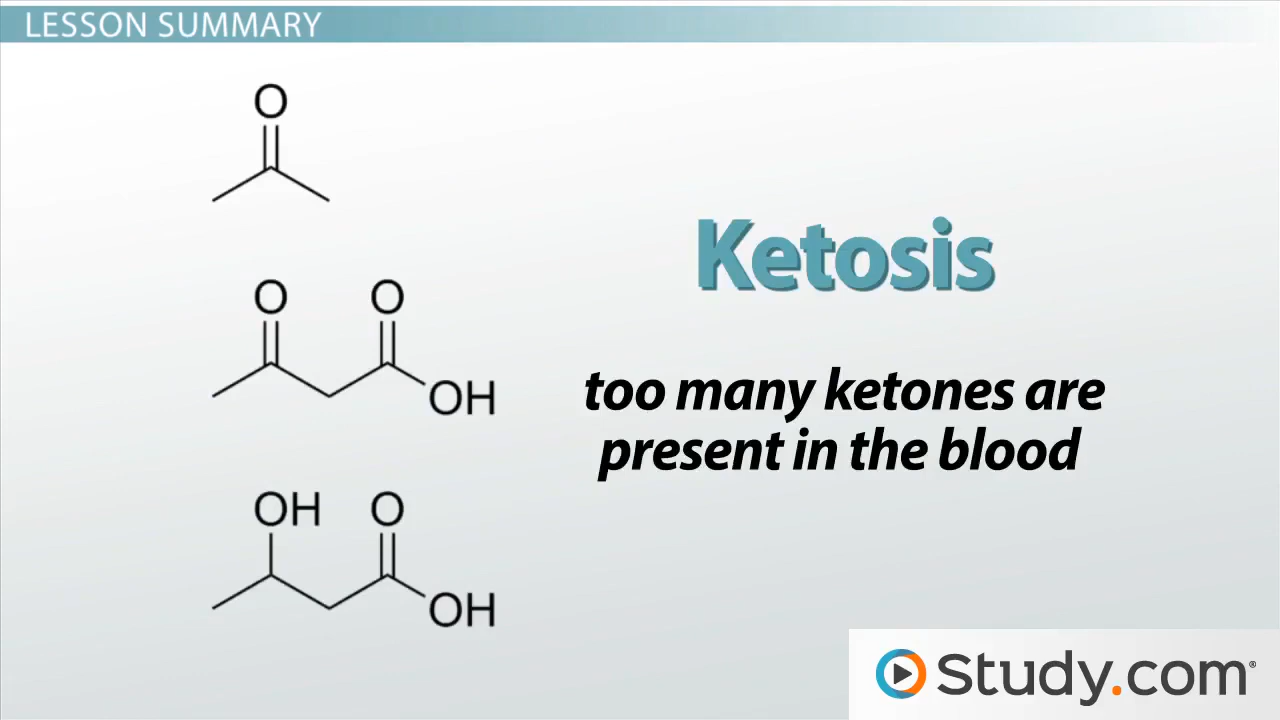 LESSON SUMMARY
O
O O
OH
OH O
OH
Ketosis
too many ketones are
present in the blood
Study.com®